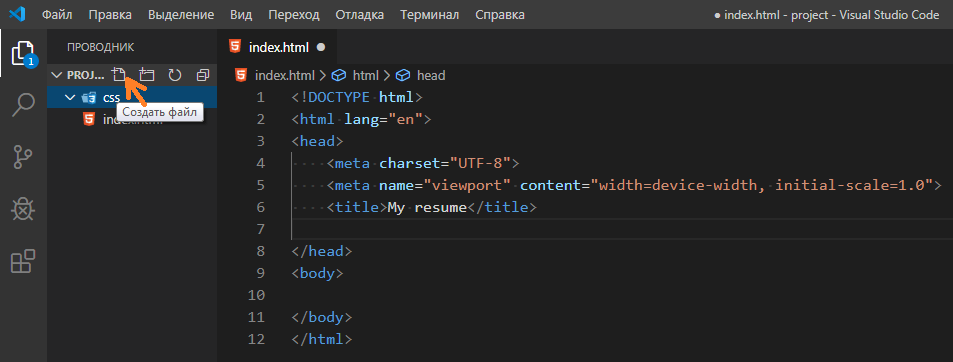 Файл Правка Выделение Вид Переход Отладка Терминал Справка ● index.html - project - Visual Studio Code
ПРОВОДНИК
index.html ●
1
PROJ...
index.html > html > head
css
Создать файл
index.html
1 <!DOCTYPE html>
2 <html lang="en">
3 <head>
4 <meta charset="UTF-8">
5 <meta name="viewport" content="width=device-width, initial-scale=1.0">
6 <title>My resume</title>
7
8 </head>
9 <body>
10
11 </body>
12 </html>